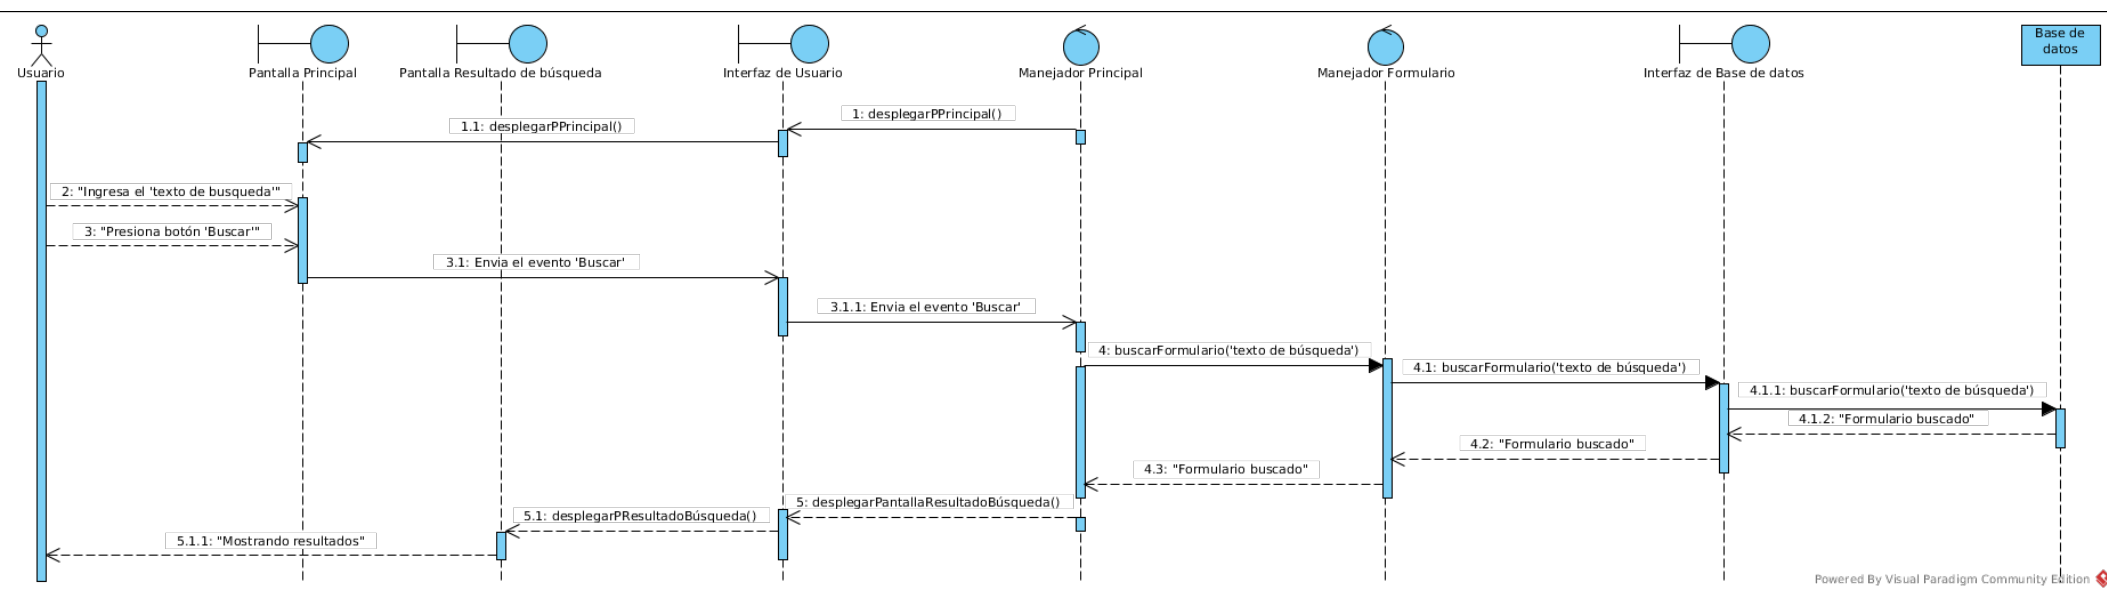 Usuario
Pantalla Principal
Pantalla Resultado de búsqueda
Interfaz de Usuario
Manejador Principal
Manejador Formulario
Interfaz de Base de datos
Base de
datos
1: desplegarPPrincipal()
1.1: desplegarPPrincipal()
2: "Ingresa el 'texto de busqueda'"
3: "Presiona botón 'Buscar'"
3.1: Envia el evento 'Buscar'
3.1.1: Envia el evento 'Buscar'
4: buscarFormulario('texto de búsqueda')
4.1: buscarFormulario('texto de búsqueda')
4.1.1: buscarFormulario('texto de búsqueda')
4.1.2: "Formulario buscado"
4.2: "Formulario buscado"
4.3: "Formulario buscado"
5: desplegarPantallaResultadoBúsqueda()
5.1: desplegarPResultadoBúsqueda()
5.1.1: "Mostrando resultados"
Powered By Visual Paradigm Community Edition